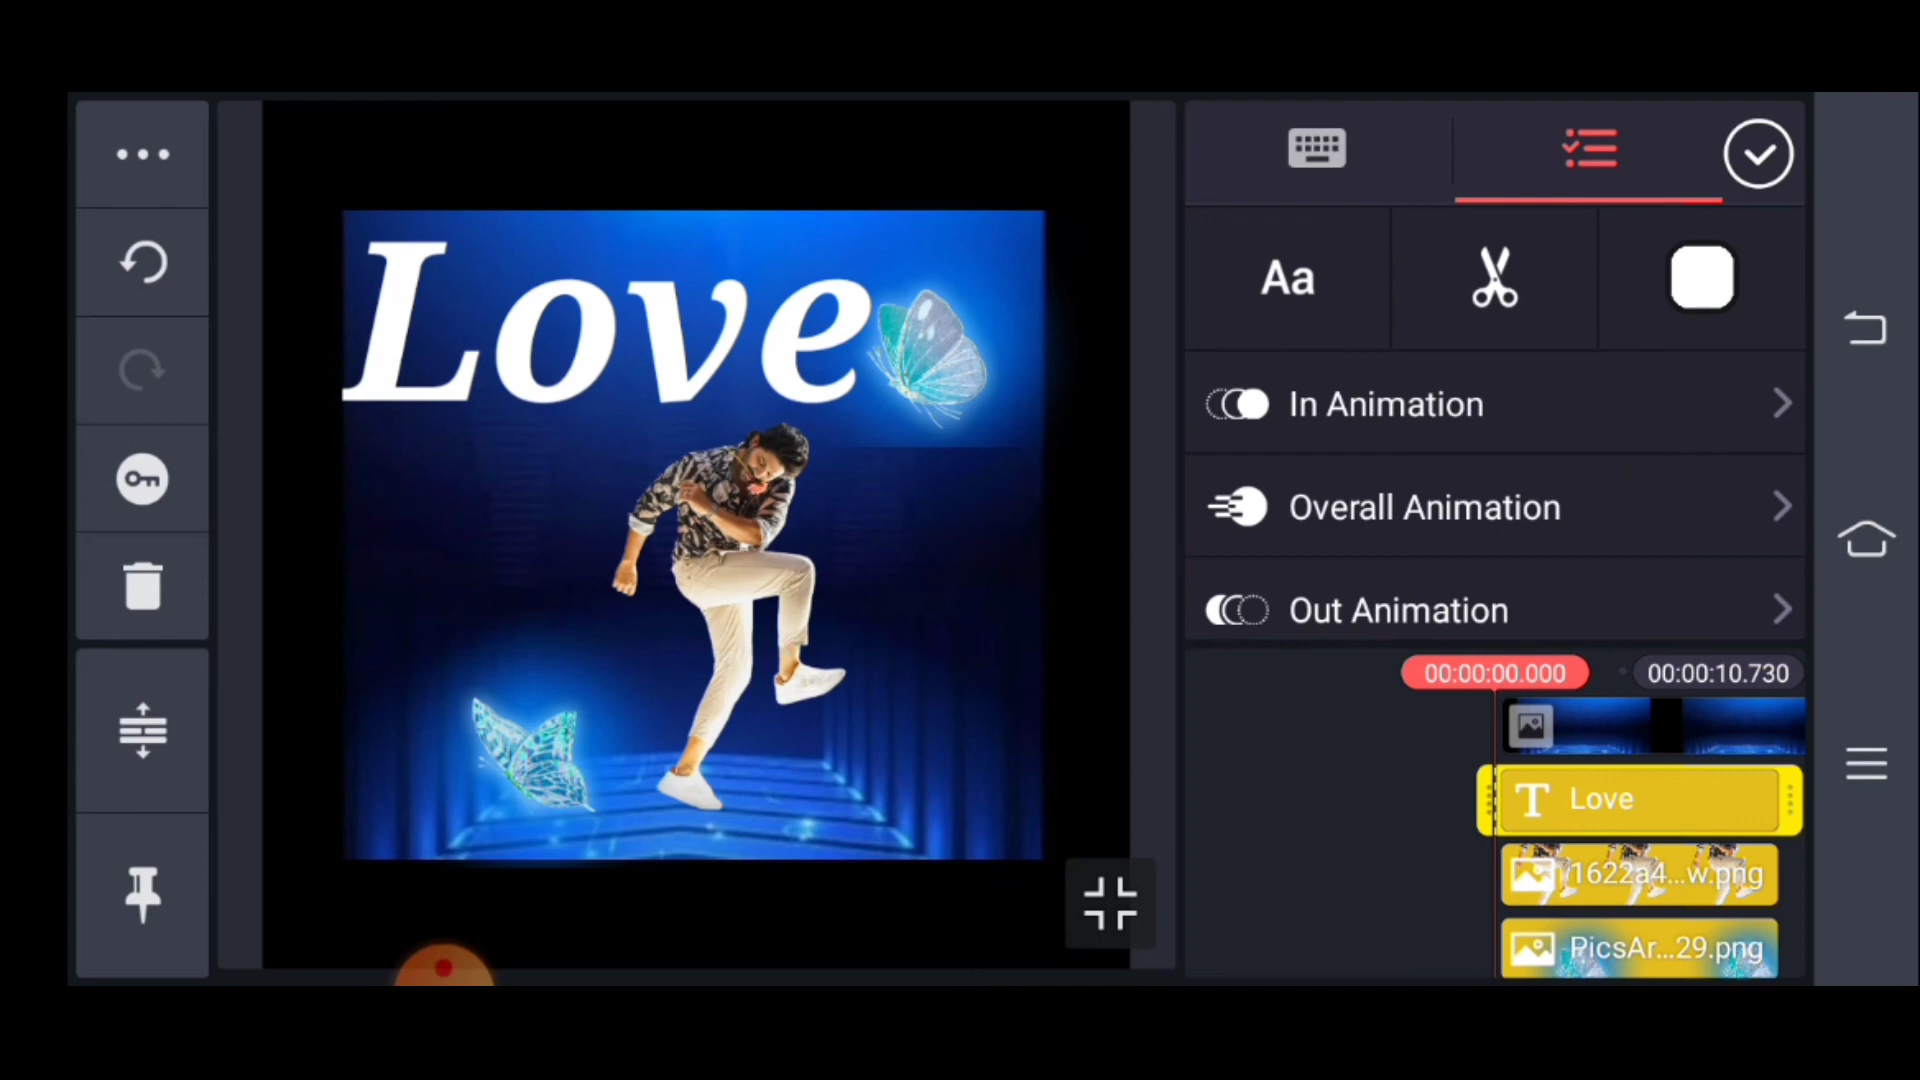 Love
Aa
In Animation
Overall Animation
Out Animation
00:00:00.000
00:00:10.730
T Love
1622a4...w.png
PicsAr...29.png